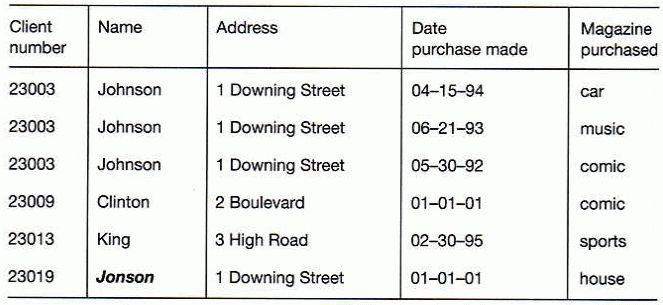 Client number Name Address Date purchase made Magazine purchased
23003 Johnson 1 Downing Street 04–15–94 car
23003 Johnson 1 Downing Street 06–21–93 music
23003 Johnson 1 Downing Street 05–30–92 comic
23009 Clinton 2 Boulevard 01–01–01 comic
23013 King 3 High Road 02–30–95 sports
23019 Jonson 1 Downing Street 01–01–01 house